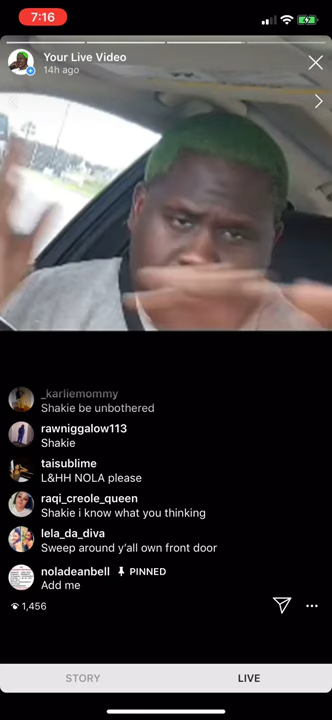 7:16
Your Live Video
14h ago
_karliemommy
Shakie be unbothered
rawniggalow113
Shakie
taisublime
L&HH NOLA please
raqi_creole_queen
Shakie i know what you thinking
lela_da_diva
Sweep around y'all own front door
noladeanbell PINNED
Add me
1,456
STORY LIVE